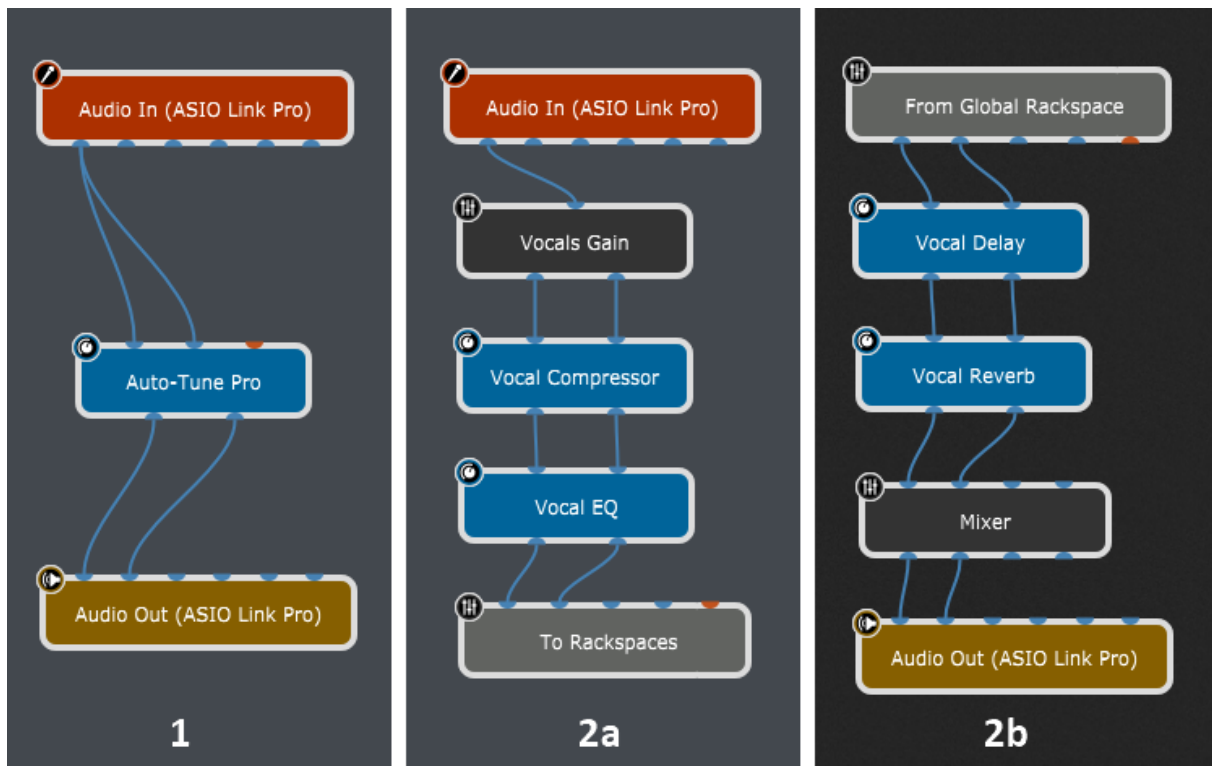 Audio In (ASIO Link Pro)
Auto-Tune Pro
Audio Out (ASIO Link Pro)
1
Audio In (ASIO Link Pro)
Vocals Gain
Vocal Compressor
Vocal EQ
To Rackspaces
2a
From Global Rackspace
Vocal Delay
Vocal Reverb
Mixer
Audio Out (ASIO Link Pro)
2b